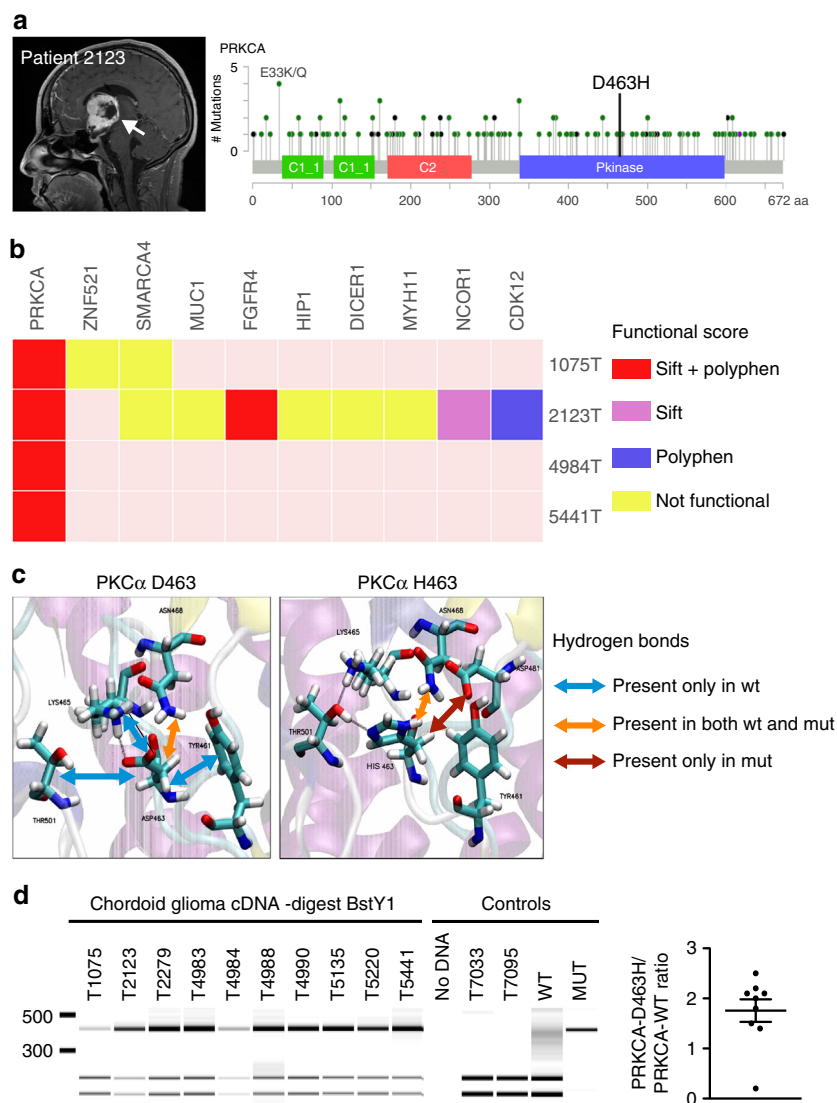 a
Patient 2123
PRKCA
# Mutations
5
0
E33K/Q
D463H
C1_1
C1_1
C2
Pkinase
0
100
200
300
400
500
600
672 aa
b
PRKCA
ZNF521
SMARCA4
MUC1
FGFR4
HIP1
DICER1
MYH11
NCOR1
CDK12
1075T
2123T
4984T
5441T
Functional score
Sift + polyphen
Sift
Polyphen
Not functional
c
PKCα D463
ASN468
LYS465
TYR461
THR501
ASP463
PKCα H463
ASN468
LYS465
ASP481
THR501
HIS 463
TYR461
Hydrogen bonds
Present only in wt
Present in both wt and mut
Present only in mut
d
Chordoid glioma cDNA -digest BstY1
Controls
T1075
T2123
T2279
T4983
T4984
T4988
T4990
T5135
T5220
T5441
No DNA
T7033
T7095
WT
MUT
500
300
PRKCA-D463H/
PRKCA-WT ratio
3
2
1
0